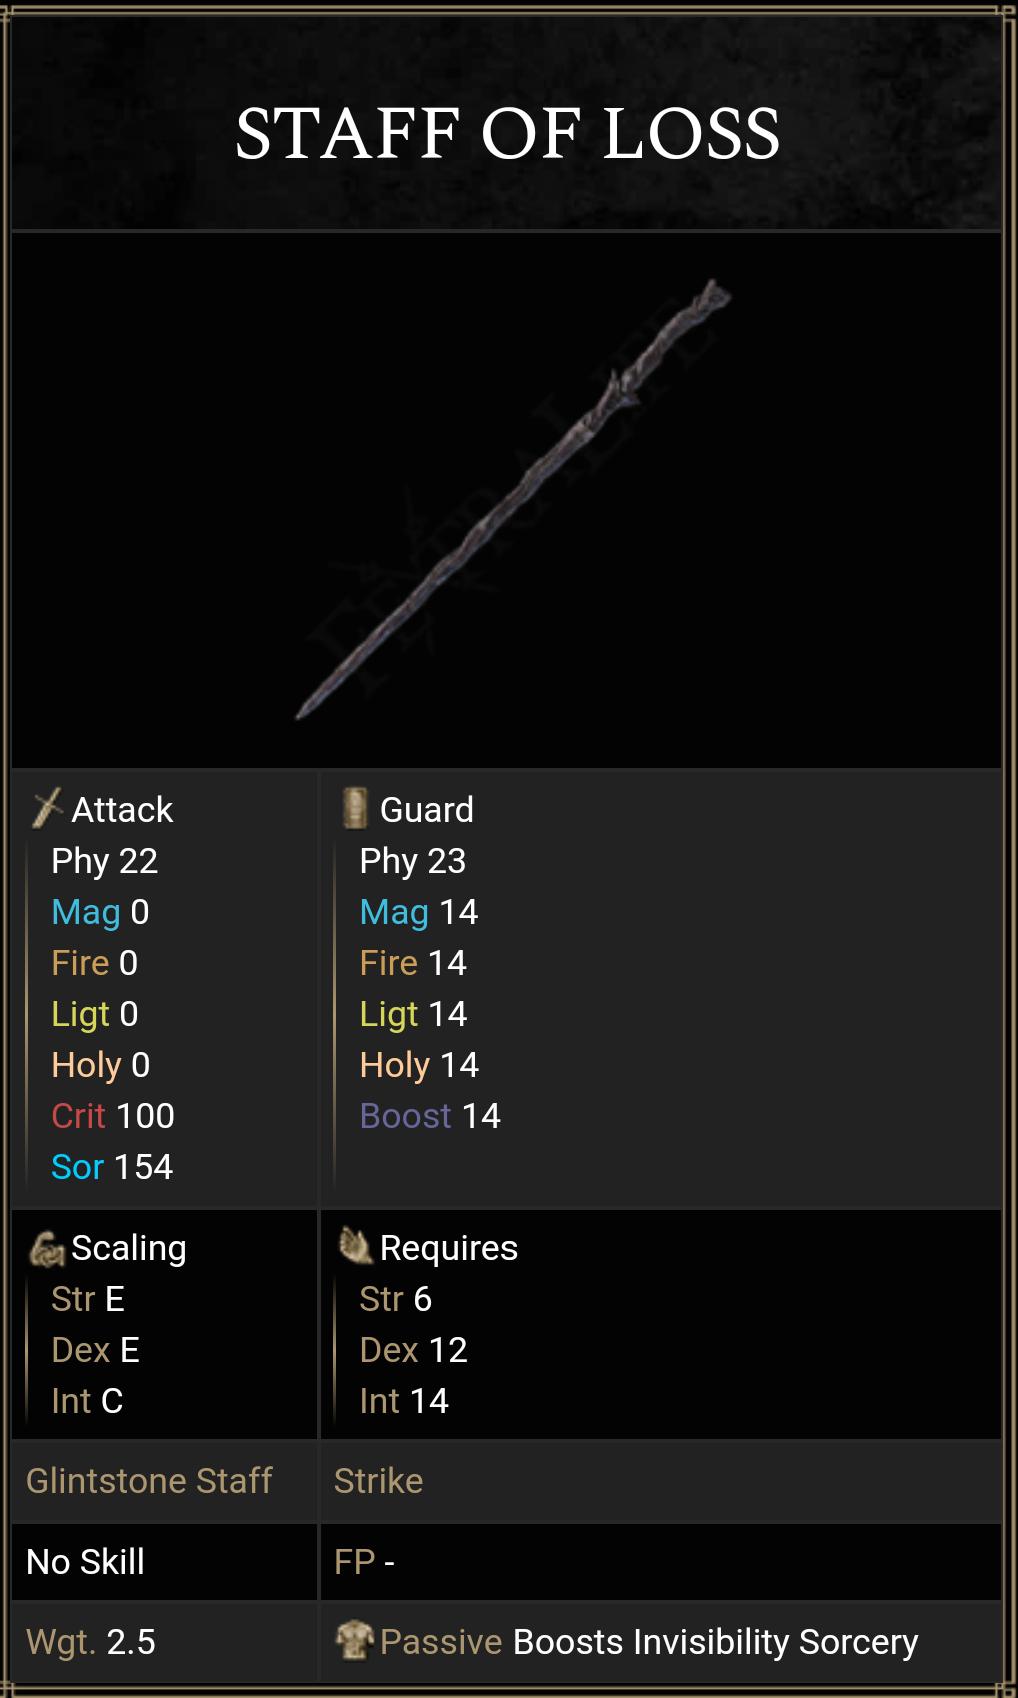 STAFF OF LOSS
FEXTRALIFE
Attack
Phy 22
Mag 0
Fire 0
Ligt 0
Holy 0
Crit 100
Sor 154
Guard
Phy 23
Mag 14
Fire 14
Ligt 14
Holy 14
Boost 14
Scaling
Str E
Dex E
Int C
Requires
Str 6
Dex 12
Int 14
Glintstone Staff
Strike
No Skill
FP -
Wgt. 2.5
Passive Boosts Invisibility Sorcery